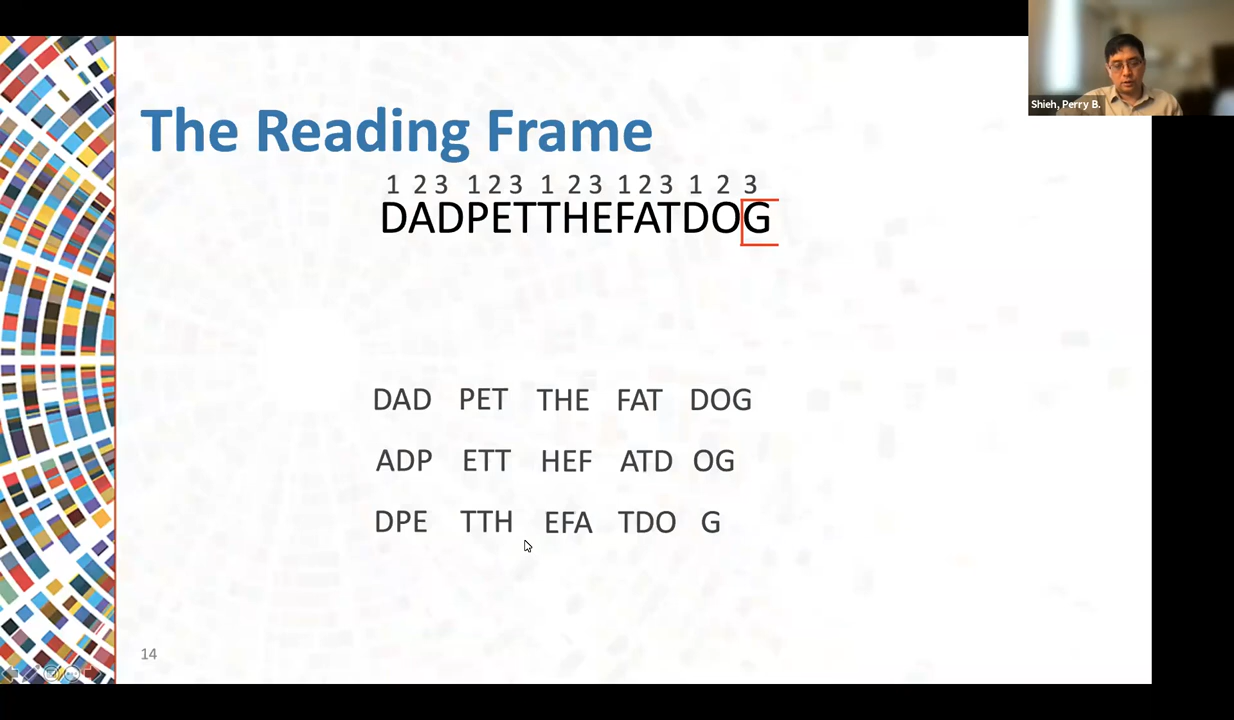 Shieh, Perry B.
The Reading Frame
1 2 3 1 2 3 1 2 3 1 2 3 1 2 3
DADPETTHEFATDOG
DAD PET THE FAT DOG
ADP ETT HEF ATD OG
DPE TTH EFA TDO G
14